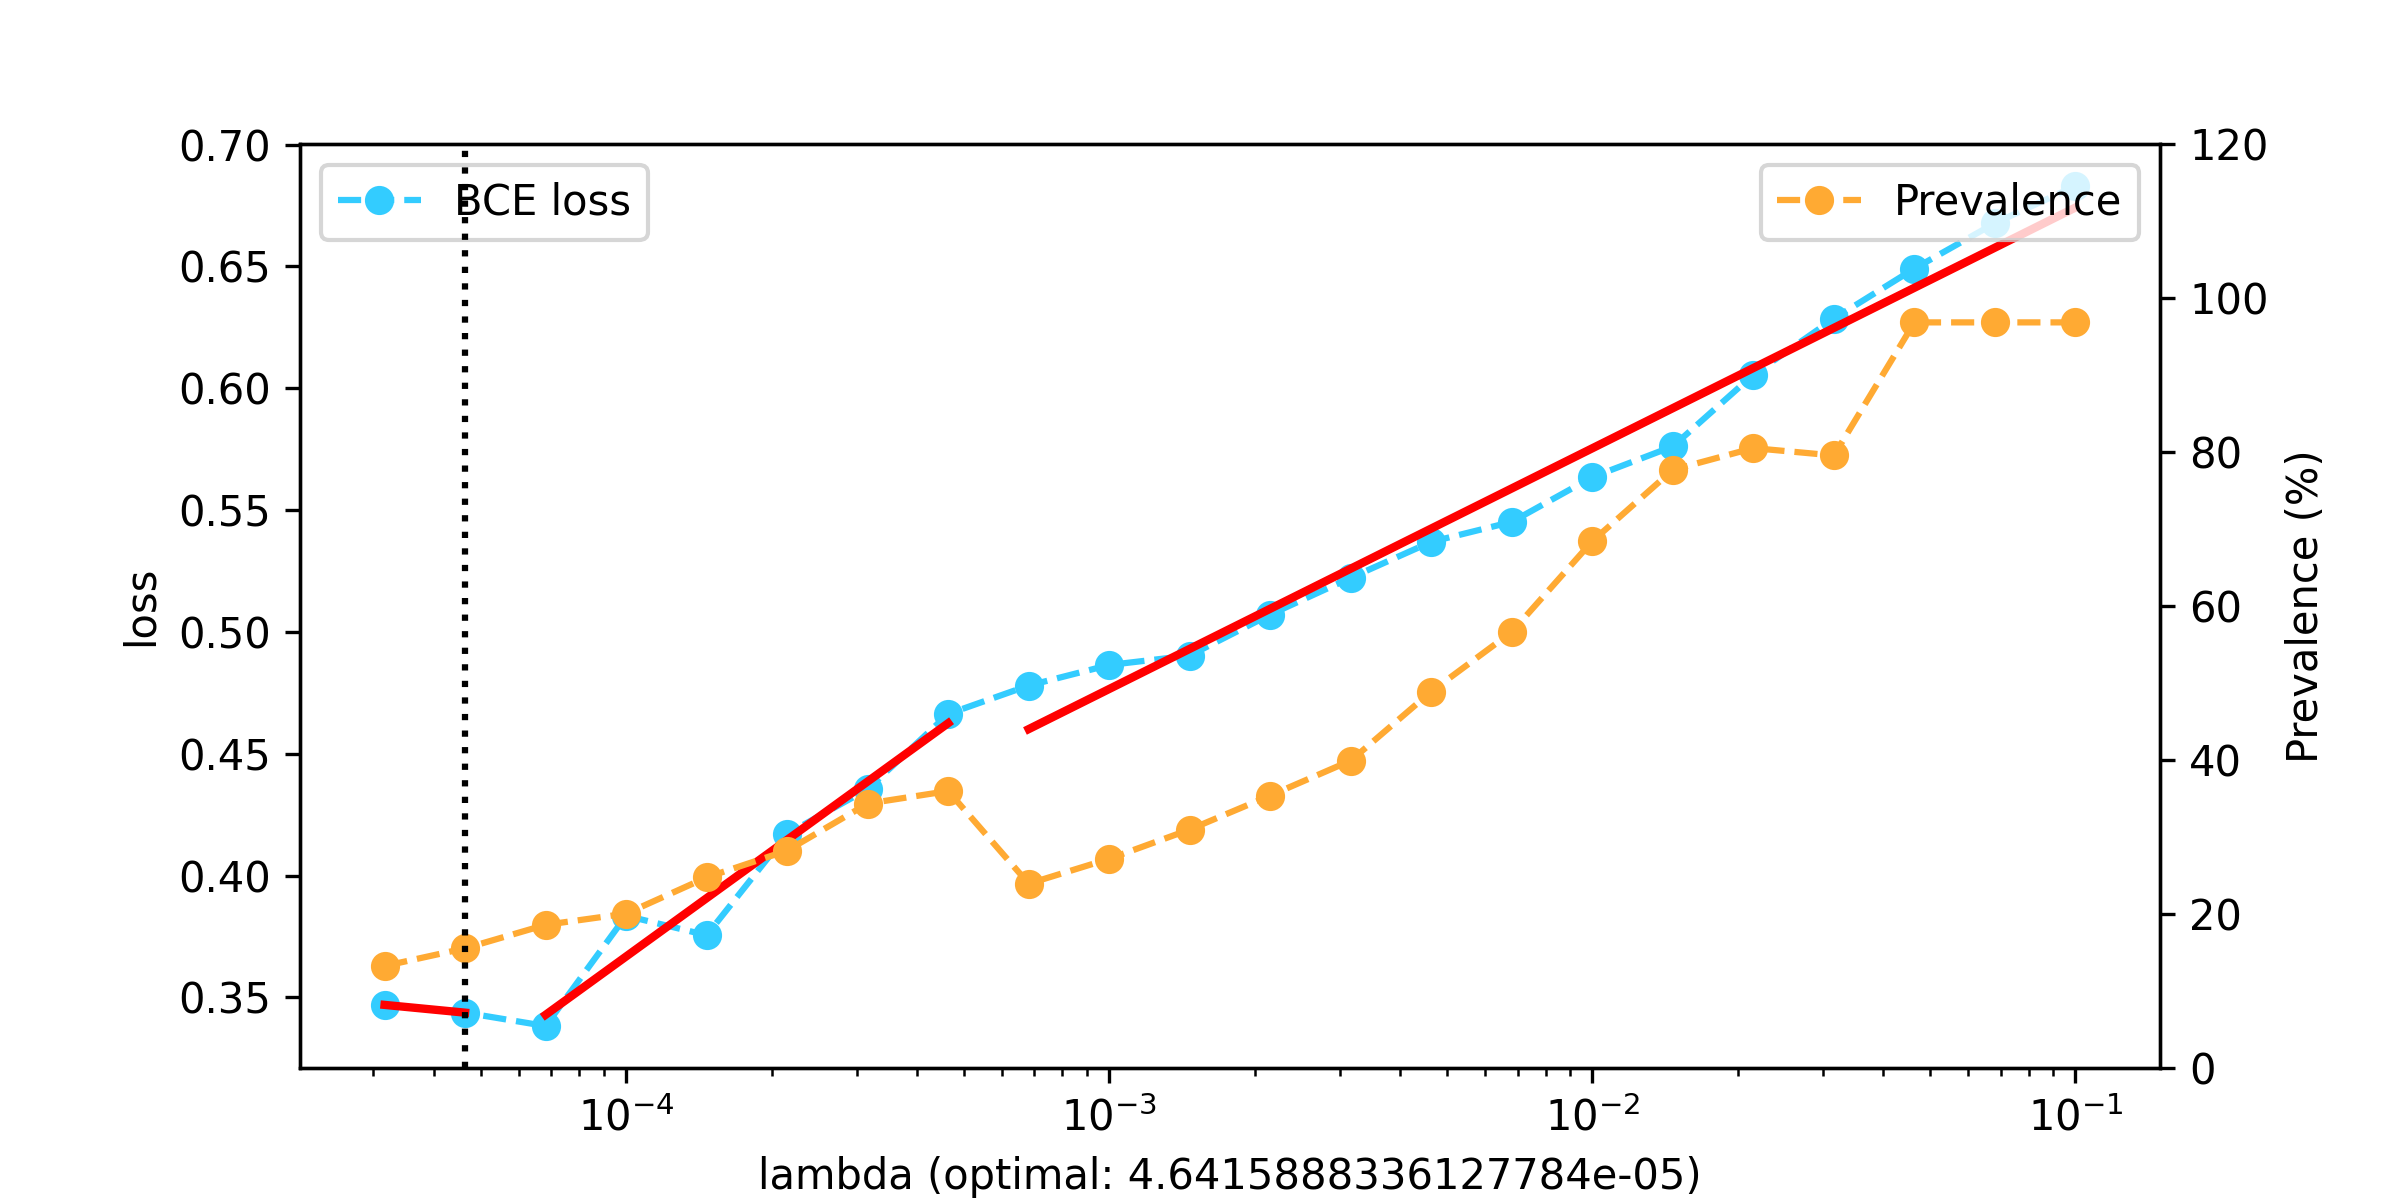 BCE loss
Prevalence
0.70
0.65
0.60
0.55
0.50
0.45
0.40
0.35
loss
120
100
80
60
40
20
0
Prevalence (%)
10⁻⁴ 10⁻³ 10⁻² 10⁻¹
lambda (optimal: 4.6415888336127784e-05)